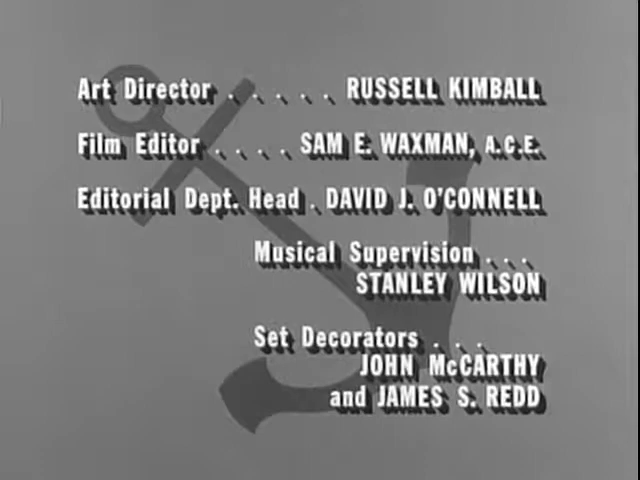 Art Director . . . . . RUSSELL KIMBALL
Film Editor . . . . SAM E. WAXMAN, A.C.E.
Editorial Dept. Head . DAVID J. O'CONNELL
Musical Supervision . . .
STANLEY WILSON
Set Decorators . . .
JOHN McCARTHY
and JAMES S. REDD